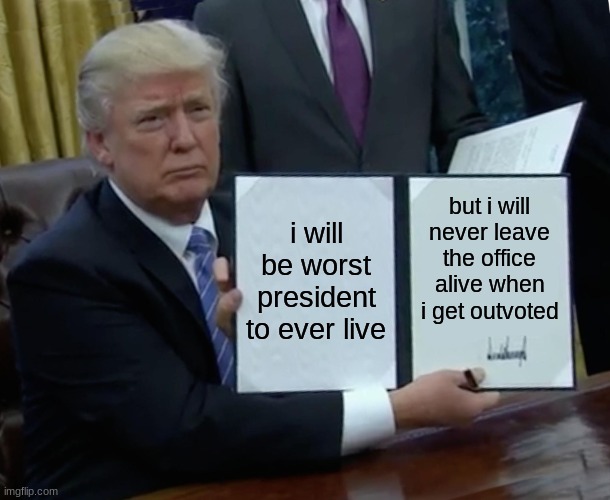 i will
be worst
president
to ever live
but i will
never leave
the office
alive when
i get outvoted
imgflip.com